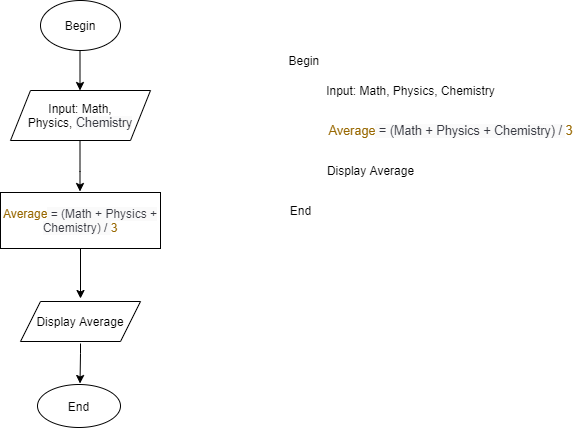 Begin
Input: Math,
Physics, Chemistry
Average = (Math + Physics +
Chemistry) / 3
Display Average
End
Begin
Input: Math, Physics, Chemistry
Average = (Math + Physics + Chemistry) / 3
Display Average
End